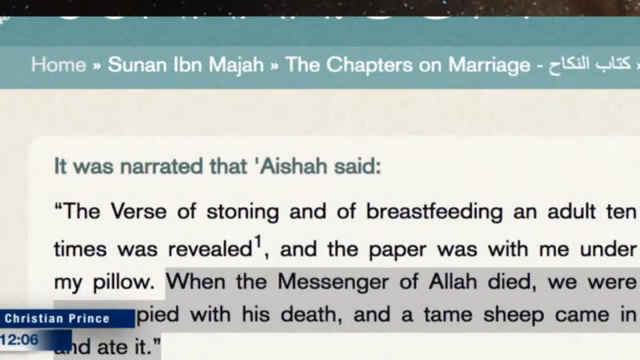 Home » Sunan Ibn Majah » The Chapters on Marriage - كتاب النكاح »
It was narrated that 'Aishah said:
“The Verse of stoning and of breastfeeding an adult ten
times was revealed¹, and the paper was with me under
my pillow. When the Messenger of Allah died, we were
pied with his death, and a tame sheep came in
and ate it.”
Christian Prince
12:06